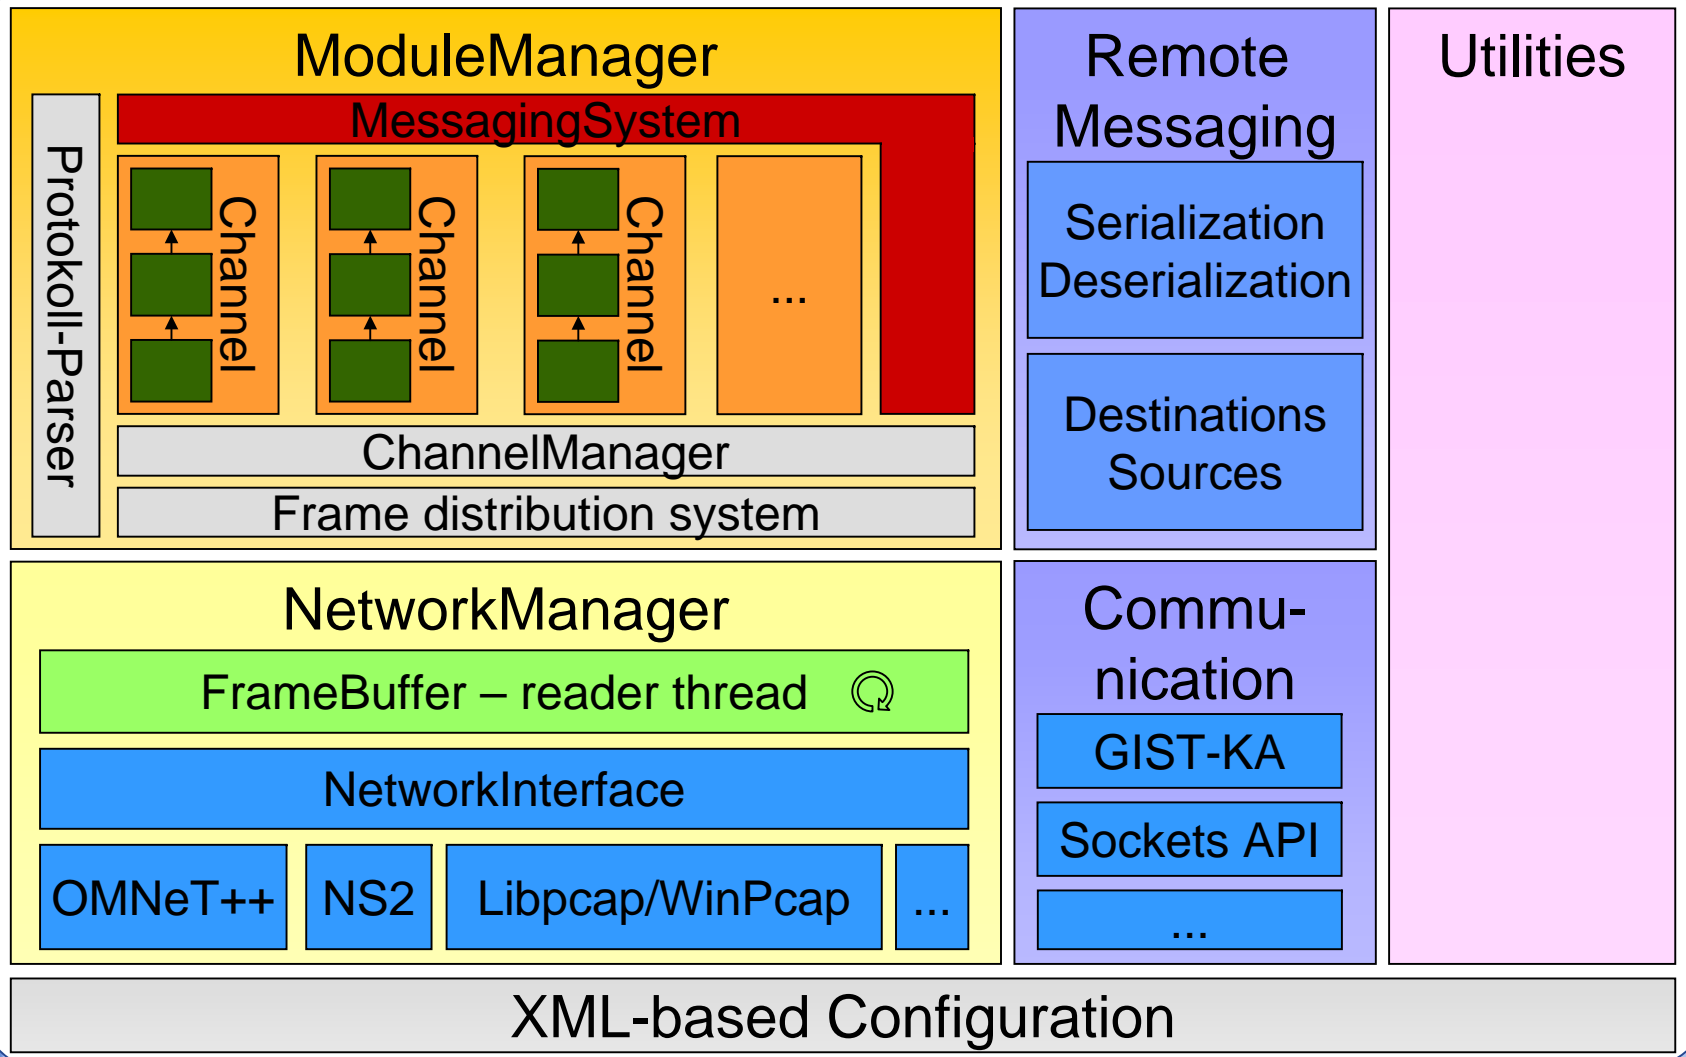 ModuleManager
MessagingSystem
Protokoll-Parser
Channel
Channel
Channel
...
ChannelManager
Frame distribution system
Remote
Messaging
Serialization
Deserialization
Destinations
Sources
Utilities
NetworkManager
FrameBuffer – reader thread
NetworkInterface
OMNeT++
NS2
Libpcap/WinPcap
...
Commu-
nication
GIST-KA
Sockets API
...
XML-based Configuration